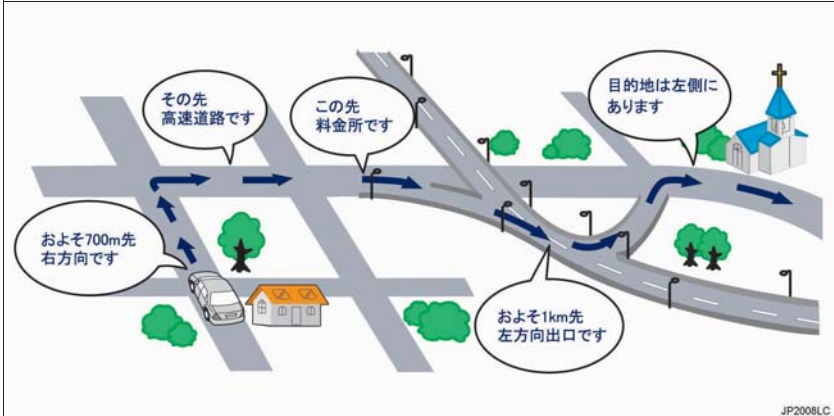 その先
高速道路です
この先
料金所です
目的地は左側に
あります
およそ700m先
右方向です
およそ1km先
左方向出口です
JP2008LC